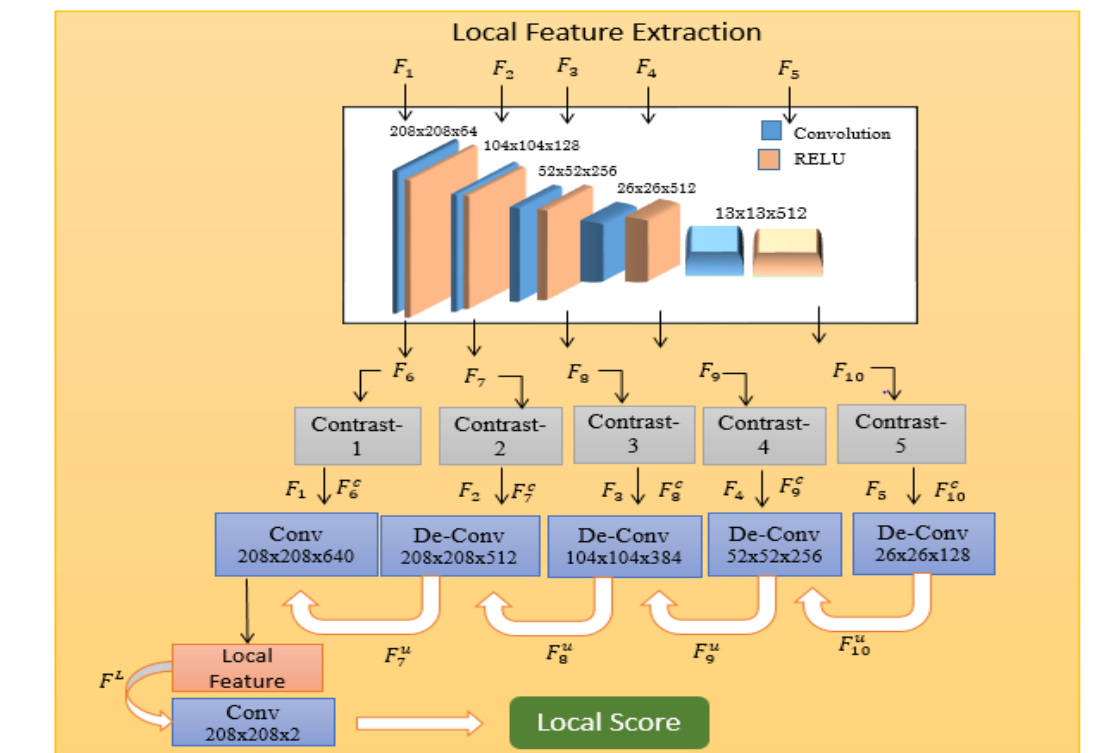 Local Feature Extraction
F₁ F₂ F₃ F₄ F₅
208x208x64
104x104x128
52x52x256
26x26x512
13x13x512
Convolution
RELU
F₆ F₇ F₈ F₉ F₁₀
Contrast-
1
Contrast-
2
Contrast-
3
Contrast-
4
Contrast-
5
F₁ F₆ᶜ F₂ F₇ᶜ F₃ F₈ᶜ F₄ F₉ᶜ F₅ F₁₀ᶜ
Conv
208x208x640
De-Conv
208x208x512
De-Conv
104x104x384
De-Conv
52x52x256
De-Conv
26x26x128
F₇ᵘ F₈ᵘ F₉ᵘ F₁₀ᵘ
Local
Feature
Fᴸ
Conv
208x208x2
Local Score